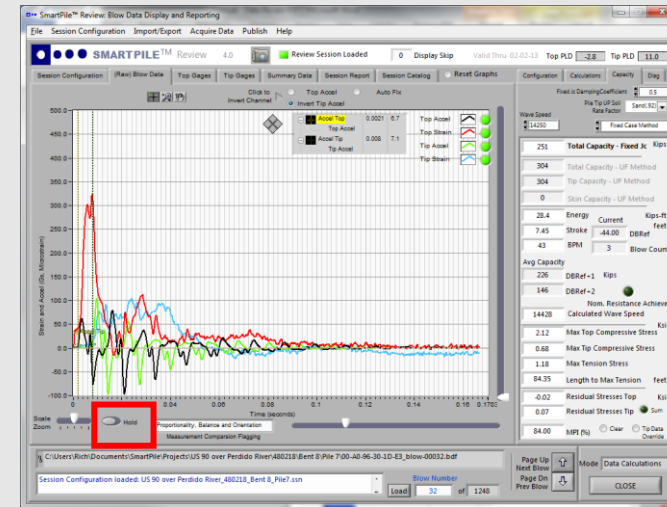 SmartPile™ Review: Blow Data Display and Reporting
File Session Configuration Import/Export Acquire Data Publish Help
SMARTPILE™ Review 4.0 Review Session Loaded 0 Display Skip Valid Thru 02-02-13 Top PLD -2.8 Tip PLD 11.0
Session Configuration (Raw) Blow Data Top Gages Tip Gages Summary Data Session Report Session Catalog Reset Graphs
Configuration Calculations Capacity Diag
Click to Invert Channel Top Accel Auto Fix
Invert Tip Accel
Accel Top 0.0021 6.7
Top Accel
Accel Tip 0.008 7.1
Tip Accel
Top Accel
Top Strain
Tip Accel
Tip Strain
500.0
450.0
400.0
350.0
300.0
250.0
200.0
150.0
100.0
50.0
0.0
-50.0
-100.0
Strain and Accel (Gs, Microstrain)
0 0.04 0.06 0.08 0.1 0.12 0.14 0.16 0.1703
Time (seconds)
Scale
Zoom
Hold
Proportionality, Balance and Orientation
Measurement Comparsion Flagging
Fixed Jc DampingCoefficient 0.5
Pile Tip UP Soil Rate Factor Sand(.92)
Wave Speed
14250 Fixed Case Method
251 Total Capacity - Fixed Jc Kips
304 Total Capacity - UF Method
304 Tip Capacity - UF Method
0 Skin Capacity - UF Method
28.4 Energy Current Kips-ft
7.45 Stroke -44.00 DBRef feet
43 BPM 3 Blow Count
Avg Capacity
226 DBRef+1 Kips
146 DBRef+2
Nom. Resistance Achieve
14428 Calculated Wave Speed
Ksi
2.12 Max Top Compressive Stress
0.68 Max Tip Compressive Stress
1.18 Max Tension Stress
84.35 Length to Max Tension feet
-0.02 Residual Stresses Top Ksi
0.07 Residual Stresses Tip Sum
84.00 MPI (%) Clear Tip Data Override
C:\Users\Rich\Documents\SmartPile\Projects\US 90 over Perdido River\480218\Bent 8\Pile 7\00-A0-96-30-1D-E3_blow-00032.bdf
Session Configuration loaded: US 90 over Perdido River_480218_Bent 8_Pile7.ssn
Blow Number
Load 32 of 1248
Page Up
Next Blow
Page Dn
Prev Blow
Mode Data Calculations
CLOSE